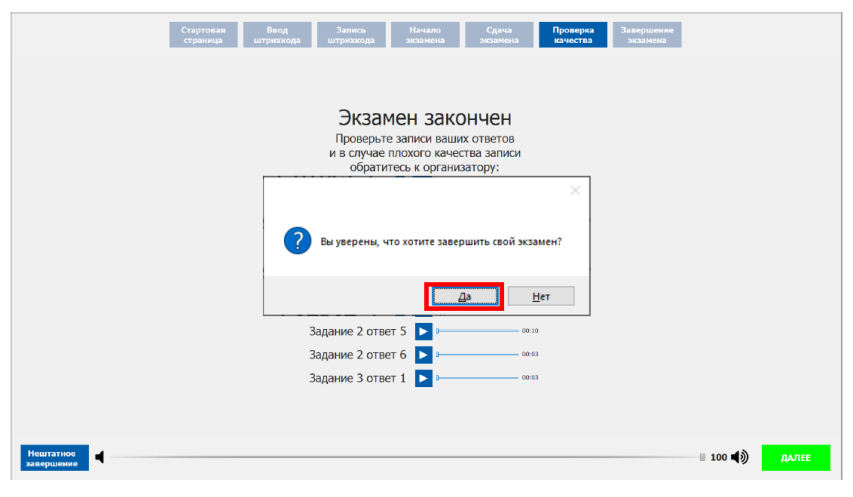 Стартовая страница
Ввод штрихкода
Запись штрихкода
Начало экзамена
Сдача экзамена
Проверка качества
Завершение экзамена
Экзамен закончен
Проверьте записи ваших ответов
и в случае плохого качества записи
обратитесь к организатору:
Вы уверены, что хотите завершить свой экзамен?
Да
Нет
Задание 2 ответ 5 00:10
Задание 2 ответ 6 00:03
Задание 3 ответ 1 00:03
Нештатное
завершение
100
ДАЛЕЕ